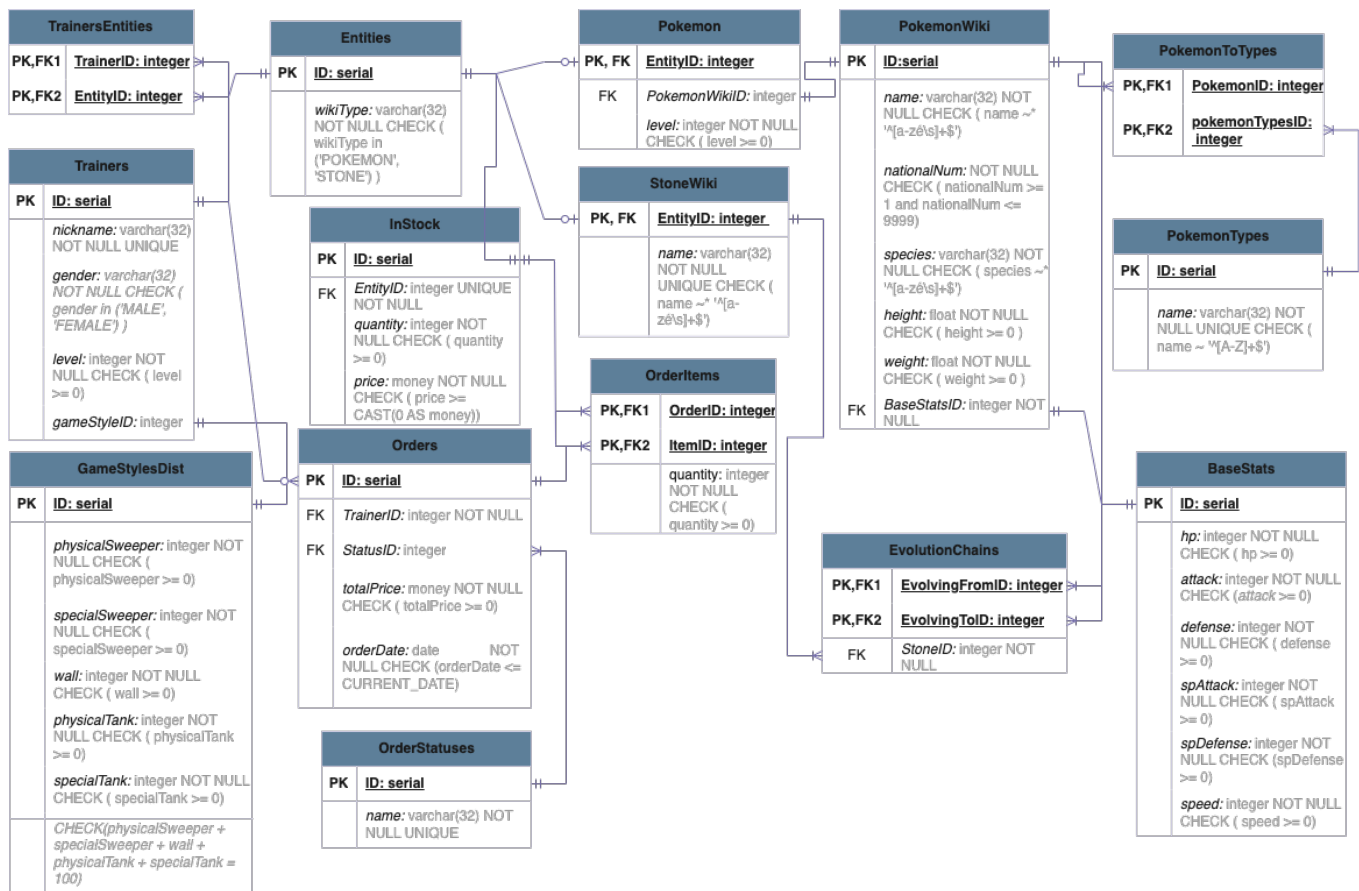 TrainersEntities
PK,FK1 TrainerID: integer
PK,FK2 EntityID: integer
Entities
PK ID: serial
wikiType: varchar(32)
NOT NULL CHECK (
wikiType in
('POKEMON',
'STONE') )
Pokemon
PK, FK EntityID: integer
FK PokemonWikiID: integer
level: integer NOT NULL
CHECK ( level >= 0)
PokemonWiki
PK ID:serial
name: varchar(32) NOT
NULL CHECK ( name ~*
'^[a-zé\s]+$')
nationalNum: NOT NULL
CHECK ( nationalNum >=
1 and nationalNum <=
9999)
species: varchar(32) NOT
NULL CHECK ( species ~*
'^[a-zé\s]+$')
height: float NOT NULL
CHECK ( height >= 0 )
weight: float NOT NULL
CHECK ( weight >= 0 )
FK BaseStatsID: integer NOT
NULL
PokemonToTypes
PK,FK1 PokemonID: integer
PK,FK2 pokemonTypesID:
integer
Trainers
PK ID: serial
nickname: varchar(32)
NOT NULL UNIQUE
gender: varchar(32)
NOT NULL CHECK (
gender in ('MALE',
'FEMALE') )
level: integer NOT
NULL CHECK ( level
>= 0)
gameStyleID: integer
InStock
PK ID: serial
FK EntityID: integer UNIQUE
NOT NULL
quantity: integer NOT
NULL CHECK ( quantity
>= 0)
price: money NOT NULL
CHECK ( price >=
CAST(0 AS money))
StoneWiki
PK, FK EntityID: integer
name: varchar(32)
NOT NULL
UNIQUE CHECK (
name ~* '^[a-
zé\s]+$')
PokemonTypes
PK ID: serial
name: varchar(32) NOT
NULL UNIQUE CHECK (
name ~ '^[A-Z]+$')
OrderItems
PK,FK1 OrderID: integer
PK,FK2 ItemID: integer
quantity: integer
NOT NULL
CHECK (
quantity >= 0)
GameStylesDist
PK ID: serial
physicalSweeper: integer NOT
NULL CHECK (
physicalSweeper >= 0)
specialSweeper: integer NOT
NULL CHECK (
specialSweeper >= 0)
wall: integer NOT NULL
CHECK ( wall >= 0)
physicalTank: integer NOT
NULL CHECK ( physicalTank
>= 0)
specialTank: integer NOT NULL
CHECK ( specialTank >= 0)
CHECK(physicalSweeper +
specialSweeper + wall +
physicalTank + specialTank =
100)
Orders
PK ID: serial
FK TrainerID: integer NOT NULL
FK StatusID: integer
totalPrice: money NOT NULL
CHECK ( totalPrice >= 0)
orderDate: date NOT
NULL CHECK (orderDate <=
CURRENT_DATE)
OrderStatuses
PK ID: serial
name: varchar(32) NOT
NULL UNIQUE
EvolutionChains
PK,FK1 EvolvingFromID: integer
PK,FK2 EvolvingToID: integer
FK StoneID: integer NOT
NULL
BaseStats
PK ID: serial
hp: integer NOT NULL
CHECK ( hp >= 0)
attack: integer NOT NULL
CHECK (attack >= 0)
defense: integer NOT
NULL CHECK ( defense
>= 0)
spAttack: integer NOT
NULL CHECK ( spAttack
>= 0)
spDefense: integer NOT
NULL CHECK (spDefense
>= 0)
speed: integer NOT NULL
CHECK ( speed >= 0)